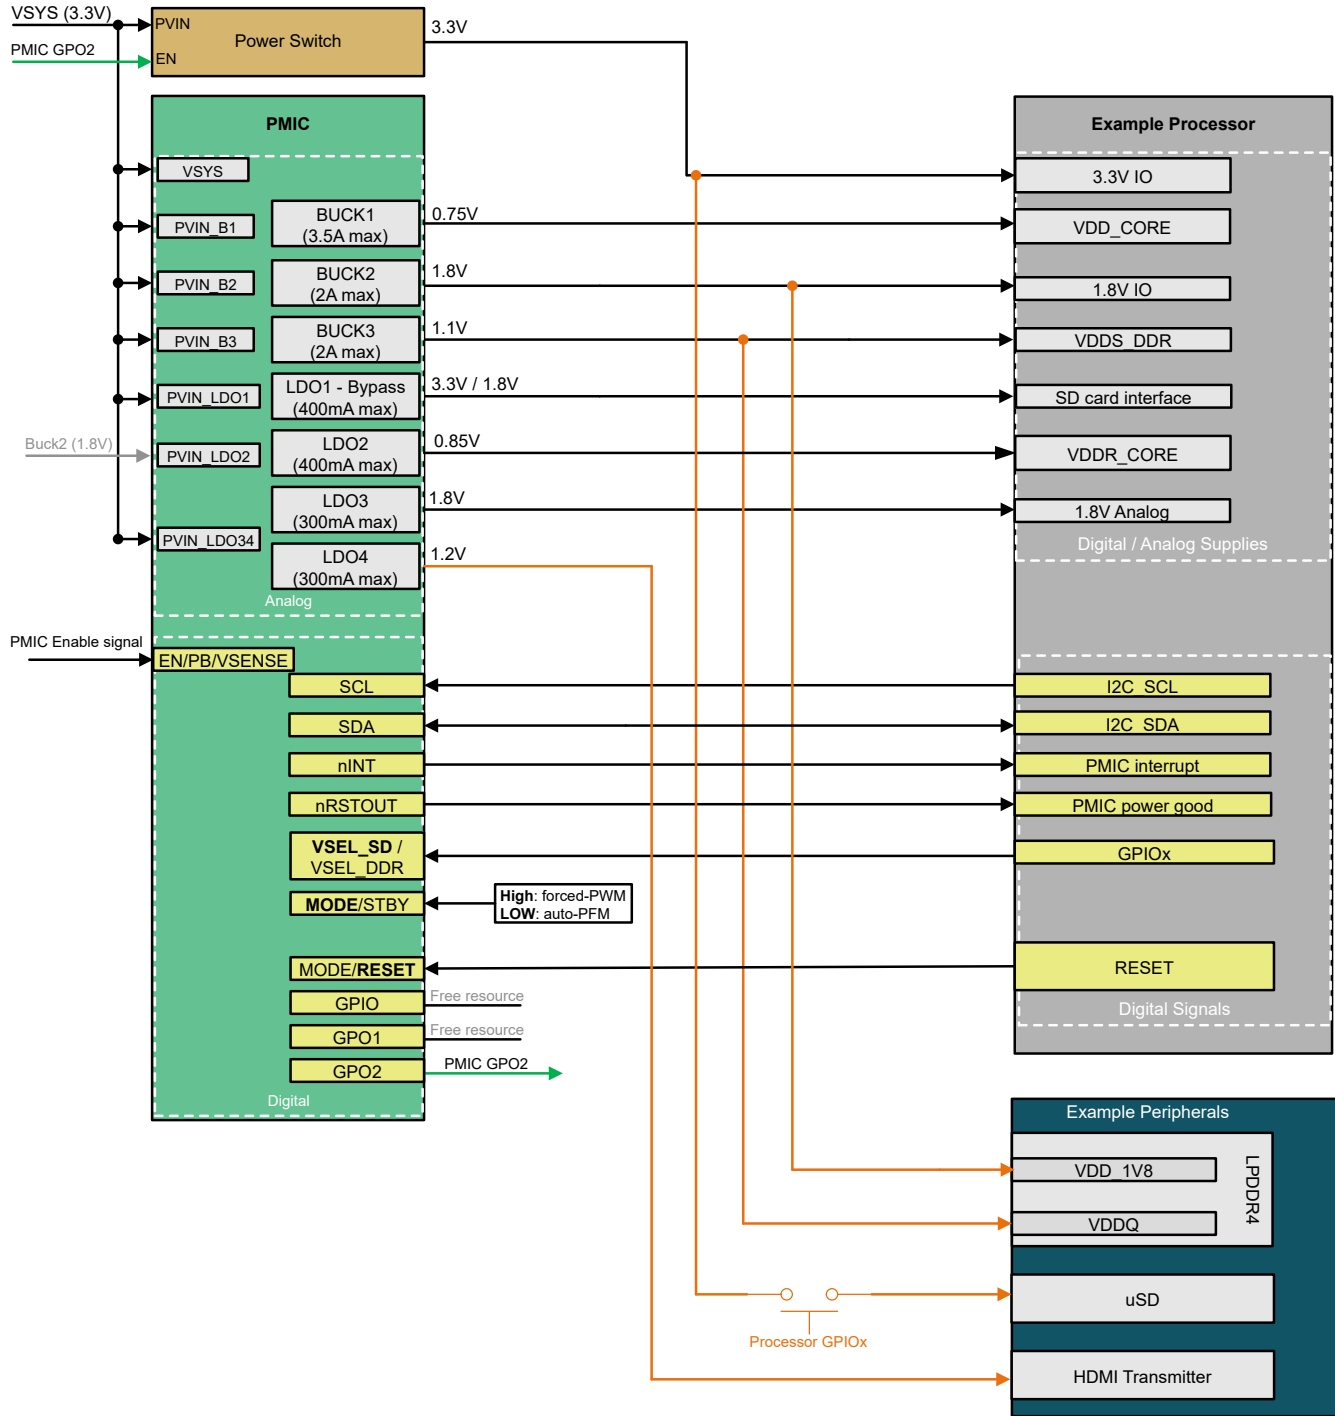 VSYS (3.3V)
PVIN
Power Switch
3.3V
PMIC GPO2
EN
PMIC
Example Processor
VSYS
3.3V IO
PVIN_B1
BUCK1
(3.5A max)
0.75V
VDD_CORE
PVIN_B2
BUCK2
(2A max)
1.8V
1.8V IO
PVIN_B3
BUCK3
(2A max)
1.1V
VDDS_DDR
PVIN_LDO1
LDO1 - Bypass
(400mA max)
3.3V / 1.8V
SD card interface
Buck2 (1.8V)
PVIN_LDO2
LDO2
(400mA max)
0.85V
VDDR_CORE
LDO3
(300mA max)
1.8V
1.8V Analog
PVIN_LDO34
LDO4
(300mA max)
1.2V
Digital / Analog Supplies
Analog
PMIC Enable signal
EN/PB/VSENSE
SCL
I2C_SCL
SDA
I2C_SDA
nINT
PMIC interrupt
nRSTOUT
PMIC power good
VSEL_SD /
VSEL_DDR
GPIOx
MODE/STBY
High: forced-PWM
LOW: auto-PFM
MODE/RESET
RESET
GPIO
Free resource
Digital Signals
GPO1
Free resource
GPO2
PMIC GPO2
Digital
Example Peripherals
VDD_1V8
LPDDR4
VDDQ
uSD
Processor GPIOx
HDMI Transmitter